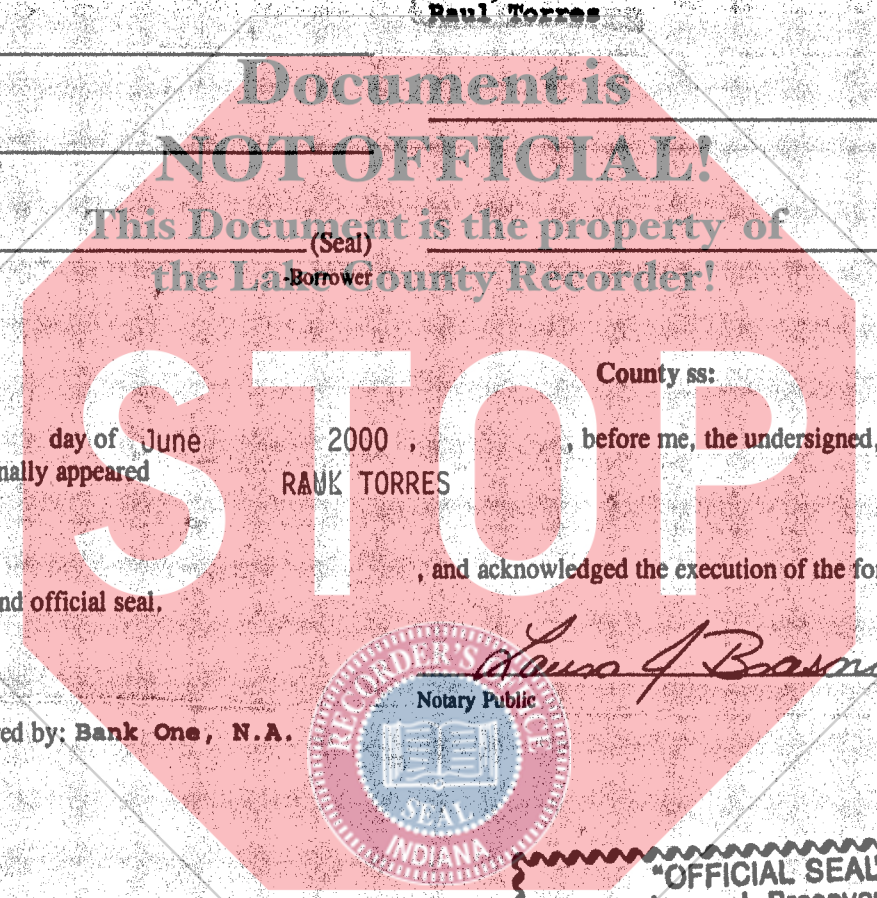 Raul Torres
Document is
NOT OFFICIAL!
This Document is the property of
the Lake County Recorder!
(Seal)
-Borrower
STOP
County ss:
day of June 2000 , , before me, the undersigned,
nally appeared RAUK TORRES
, and acknowledged the execution of the for
nd official seal.
Notary Public
ed by: Bank One, N.A.
RECORDER'S OFFICE
SEAL
INDIANA
"OFFICIAL SEAL"